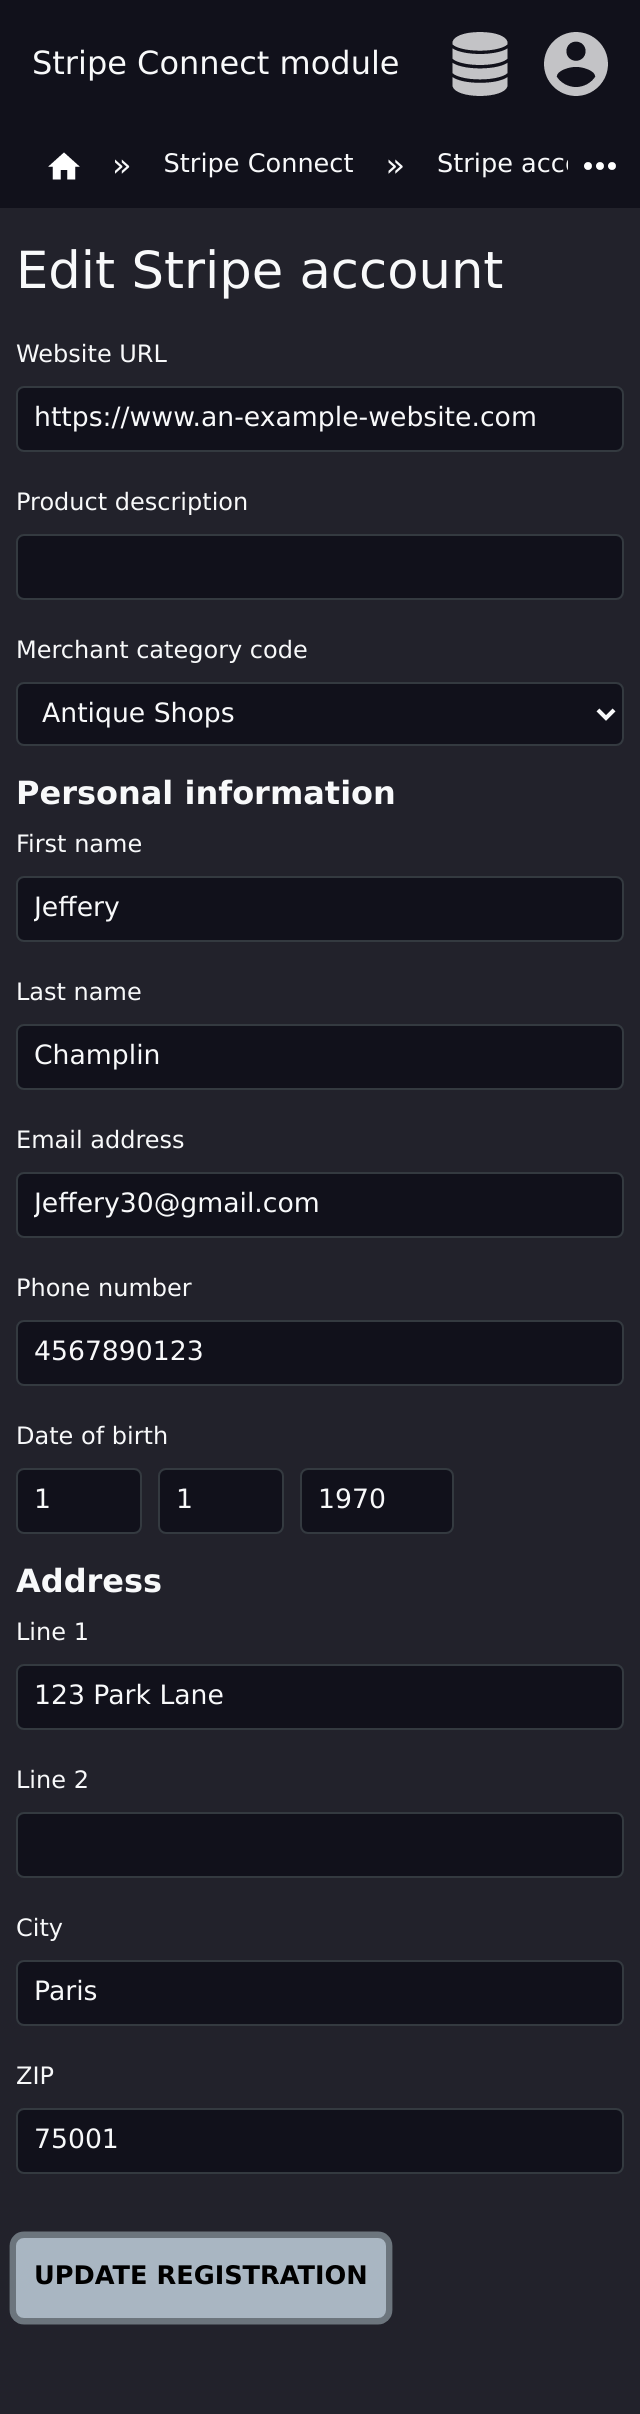 Stripe Connect module
» Stripe Connect » Stripe acc
Edit Stripe account
Website URL
https://www.an-example-website.com
Product description
Merchant category code
Antique Shops
Personal information
First name
Jeffery
Last name
Champlin
Email address
Jeffery30@gmail.com
Phone number
4567890123
Date of birth
1 1 1970
Address
Line 1
123 Park Lane
Line 2
City
Paris
ZIP
75001
UPDATE REGISTRATION